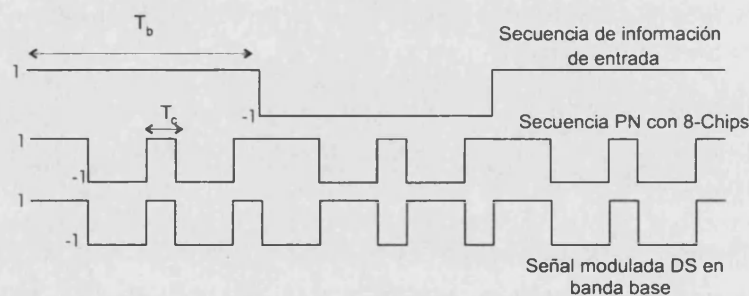 T_b
Secuencia de información
de entrada
1
T_c
-1
Secuencia PN con 8-Chips
1
-1
1
-1
Señal modulada DS en
banda base